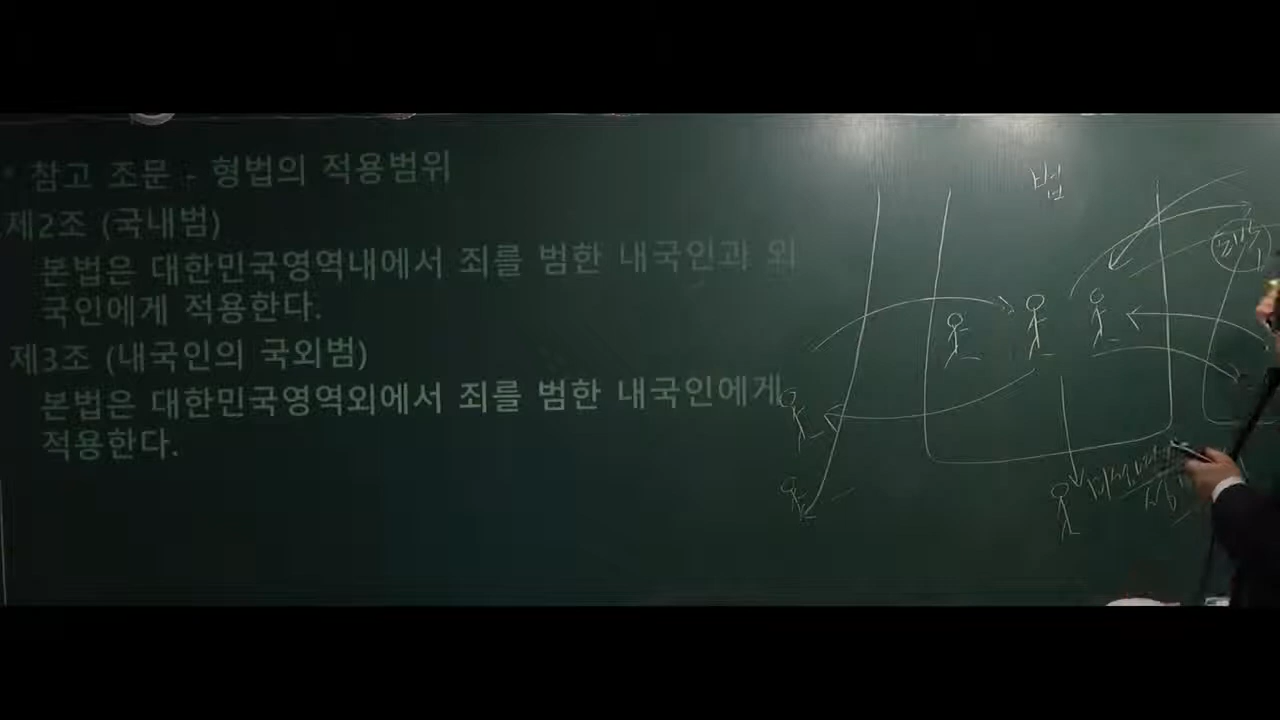 * 참고 조문 - 형법의 적용범위
제2조 (국내범)
본법은 대한민국영역내에서 죄를 범한 내국인과 외
국인에게 적용한다.
제3조 (내국인의 국외범)
본법은 대한민국영역외에서 죄를 범한 내국인에게
적용한다.
법